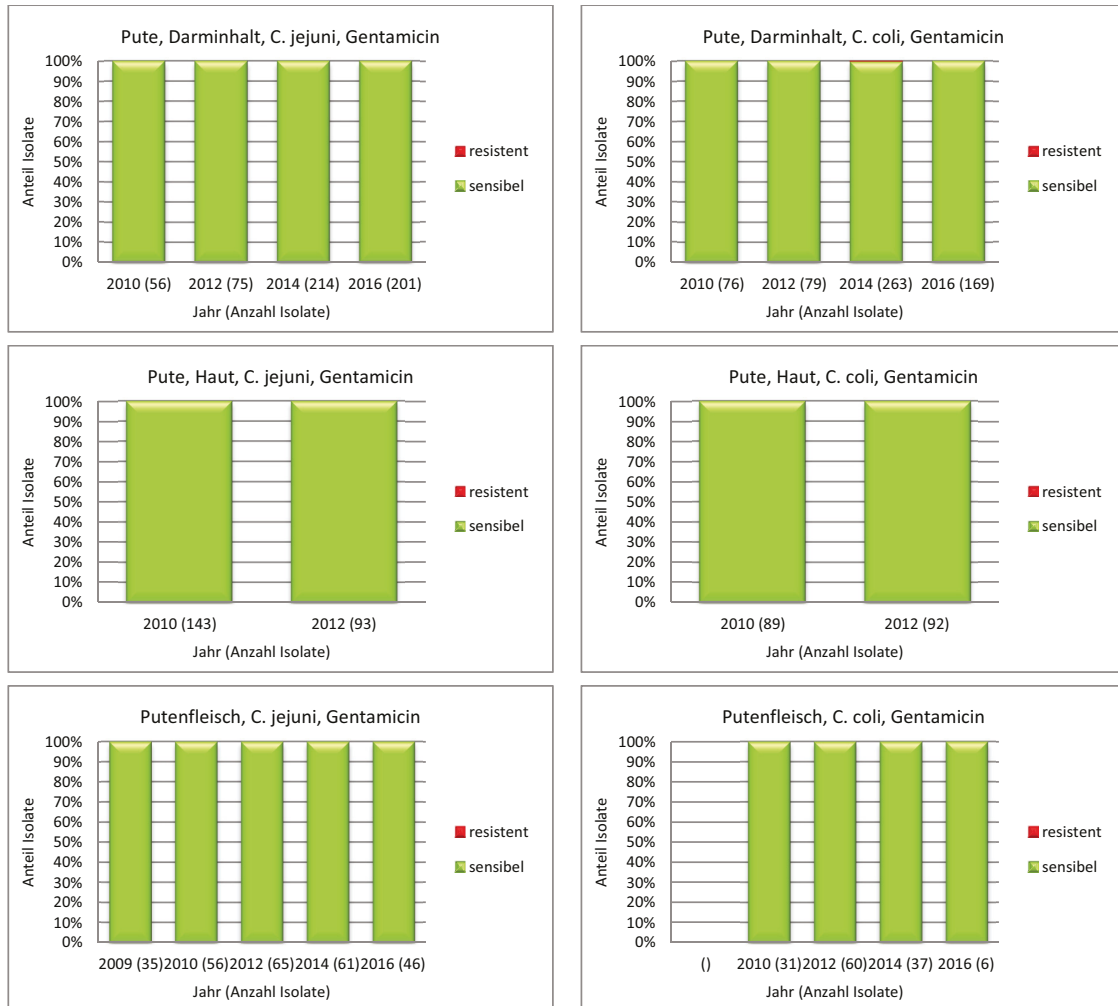 Pute, Darminhalt, C. jejuni, Gentamicin
100%
90%
80%
70%
60%
50%
40%
30%
20%
10%
0%
Anteil Isolate
resistent
sensibel
2010 (56) 2012 (75) 2014 (214) 2016 (201)
Jahr (Anzahl Isolate)
Pute, Darminhalt, C. coli, Gentamicin
100%
90%
80%
70%
60%
50%
40%
30%
20%
10%
0%
Anteil Isolate
resistent
sensibel
2010 (76) 2012 (79) 2014 (263) 2016 (169)
Jahr (Anzahl Isolate)
Pute, Haut, C. jejuni, Gentamicin
100%
90%
80%
70%
60%
50%
40%
30%
20%
10%
0%
Anteil Isolate
resistent
sensibel
2010 (143) 2012 (93)
Jahr (Anzahl Isolate)
Pute, Haut, C. coli, Gentamicin
100%
90%
80%
70%
60%
50%
40%
30%
20%
10%
0%
Anteil Isolate
resistent
sensibel
2010 (89) 2012 (92)
Jahr (Anzahl Isolate)
Putenfleisch, C. jejuni, Gentamicin
100%
90%
80%
70%
60%
50%
40%
30%
20%
10%
0%
Anteil Isolate
resistent
sensibel
2009 (35) 2010 (56) 2012 (65) 2014 (61) 2016 (46)
Jahr (Anzahl Isolate)
Putenfleisch, C. coli, Gentamicin
100%
90%
80%
70%
60%
50%
40%
30%
20%
10%
0%
Anteil Isolate
resistent
sensibel
() 2010 (31) 2012 (60) 2014 (37) 2016 (6)
Jahr (Anzahl Isolate)